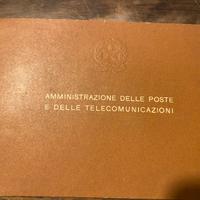 AMMINISTRAZIONE DELLE POSTE
E DELLE TELECOMUNICAZIONI